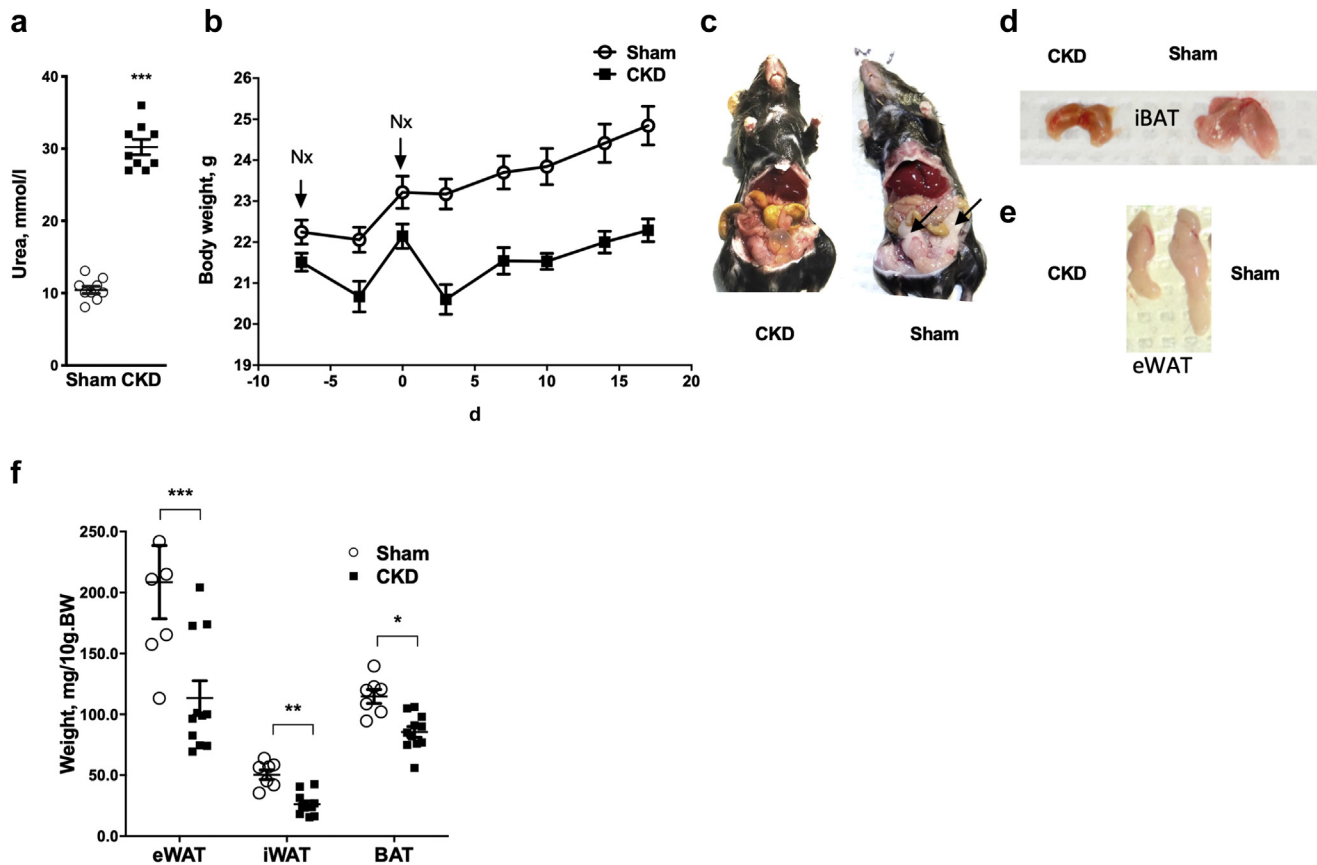 a
Urea, mmol/l
***
40
30
20
10
0
Sham CKD
b
Body weight, g
Sham
CKD
26
25
24
23
22
21
20
19
Nx
Nx
-10
-5
0
5
10
15
20
d
c
CKD
Sham
d
CKD
Sham
iBAT
e
CKD
Sham
eWAT
f
Weight, mg/10g.BW
250.0
200.0
150.0
100.0
50.0
0.0
***
**
*
Sham
CKD
eWAT
iWAT
BAT